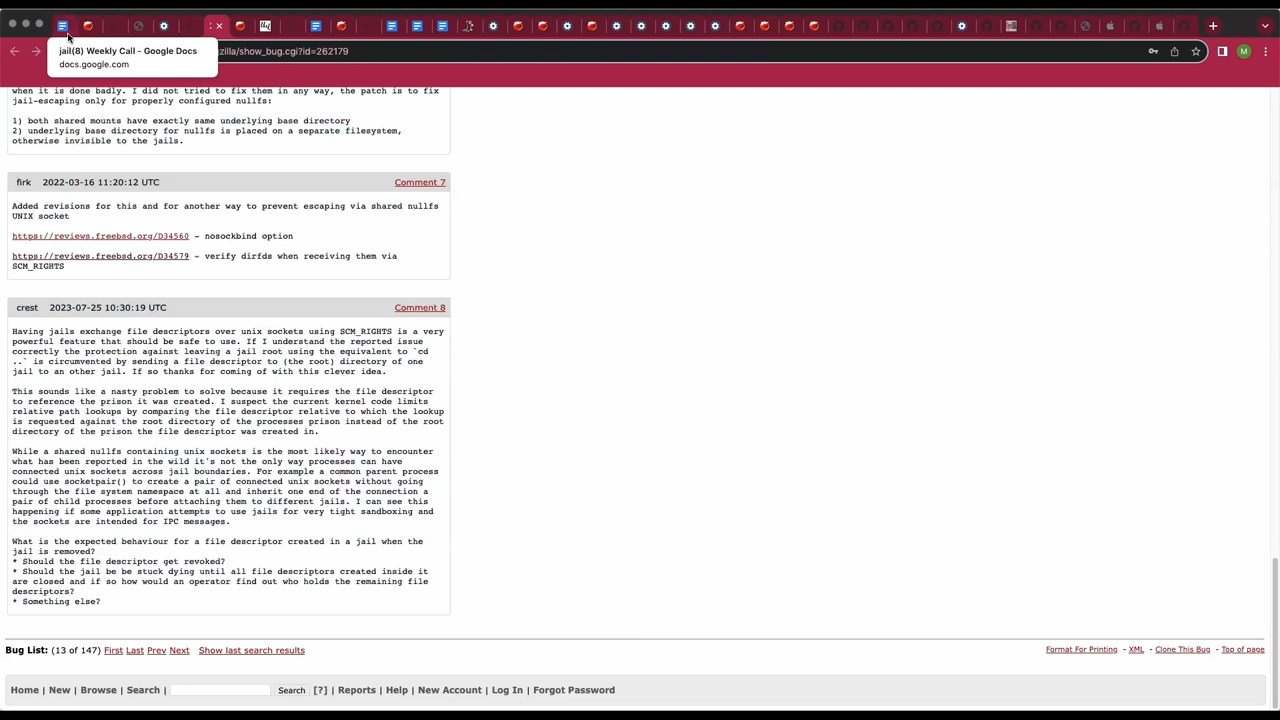 jail(8) Weekly Call - Google Docs
docs.google.com
zilla/show_bug.cgi?id=262179
M
when it is done badly. I did not tried to fix them in any way, the patch is to fix
jail-escaping only for properly configured nullfs:
1) both shared mounts have exactly same underlying base directory
2) underlying base directory for nullfs is placed on a separate filesystem,
otherwise invisible to the jails.
firk 2022-03-16 11:20:12 UTC Comment 7
Added revisions for this and for another way to prevent escaping via shared nullfs
UNIX socket
https://reviews.freebsd.org/D34560 - nosockbind option
https://reviews.freebsd.org/D34579 - verify dirfds when receiving them via
SCM_RIGHTS
crest 2023-07-25 10:30:19 UTC Comment 8
Having jails exchange file descriptors over unix sockets using SCM_RIGHTS is a very
powerful feature that should be safe to use. If I understand the reported issue
correctly the protection against leaving a jail root using the equivalent to `cd
..` is circumvented by sending a file descriptor to (the root) directory of one
jail to an other jail. If so thanks for coming of with this clever idea.
This sounds like a nasty problem to solve because it requires the file descriptor
to reference the prison it was created. I suspect the current kernel code limits
relative path lookups by comparing the file descriptor relative to which the lookup
is requested against the root directory of the processes prison instead of the root
directory of the prison the file descriptor was created in.
While a shared nullfs containing unix sockets is the most likely way to encounter
what has been reported in the wild it's not the only way processes can have
connected unix sockets across jail boundaries. For example a common parent process
could use socketpair() to create a pair of connected unix sockets without going
through the file system namespace at all and inherit one end of the connection a
pair of child processes before attaching them to different jails. I can see this
happening if some application attempts to use jails for very tight sandboxing and
the sockets are intended for IPC messages.
What is the expected behaviour for a file descriptor created in a jail when the
jail is removed?
* Should the file descriptor get revoked?
* Should the jail be be stuck dying until all file descriptors created inside it
are closed and if so how would an operator find out who holds the remaining file
descriptors?
* Something else?
Bug List: (13 of 147) First Last Prev Next Show last search results
Format For Printing - XML - Clone This Bug - Top of page
Home | New | Browse | Search | Search [?] | Reports | Help | New Account | Log In | Forgot Password